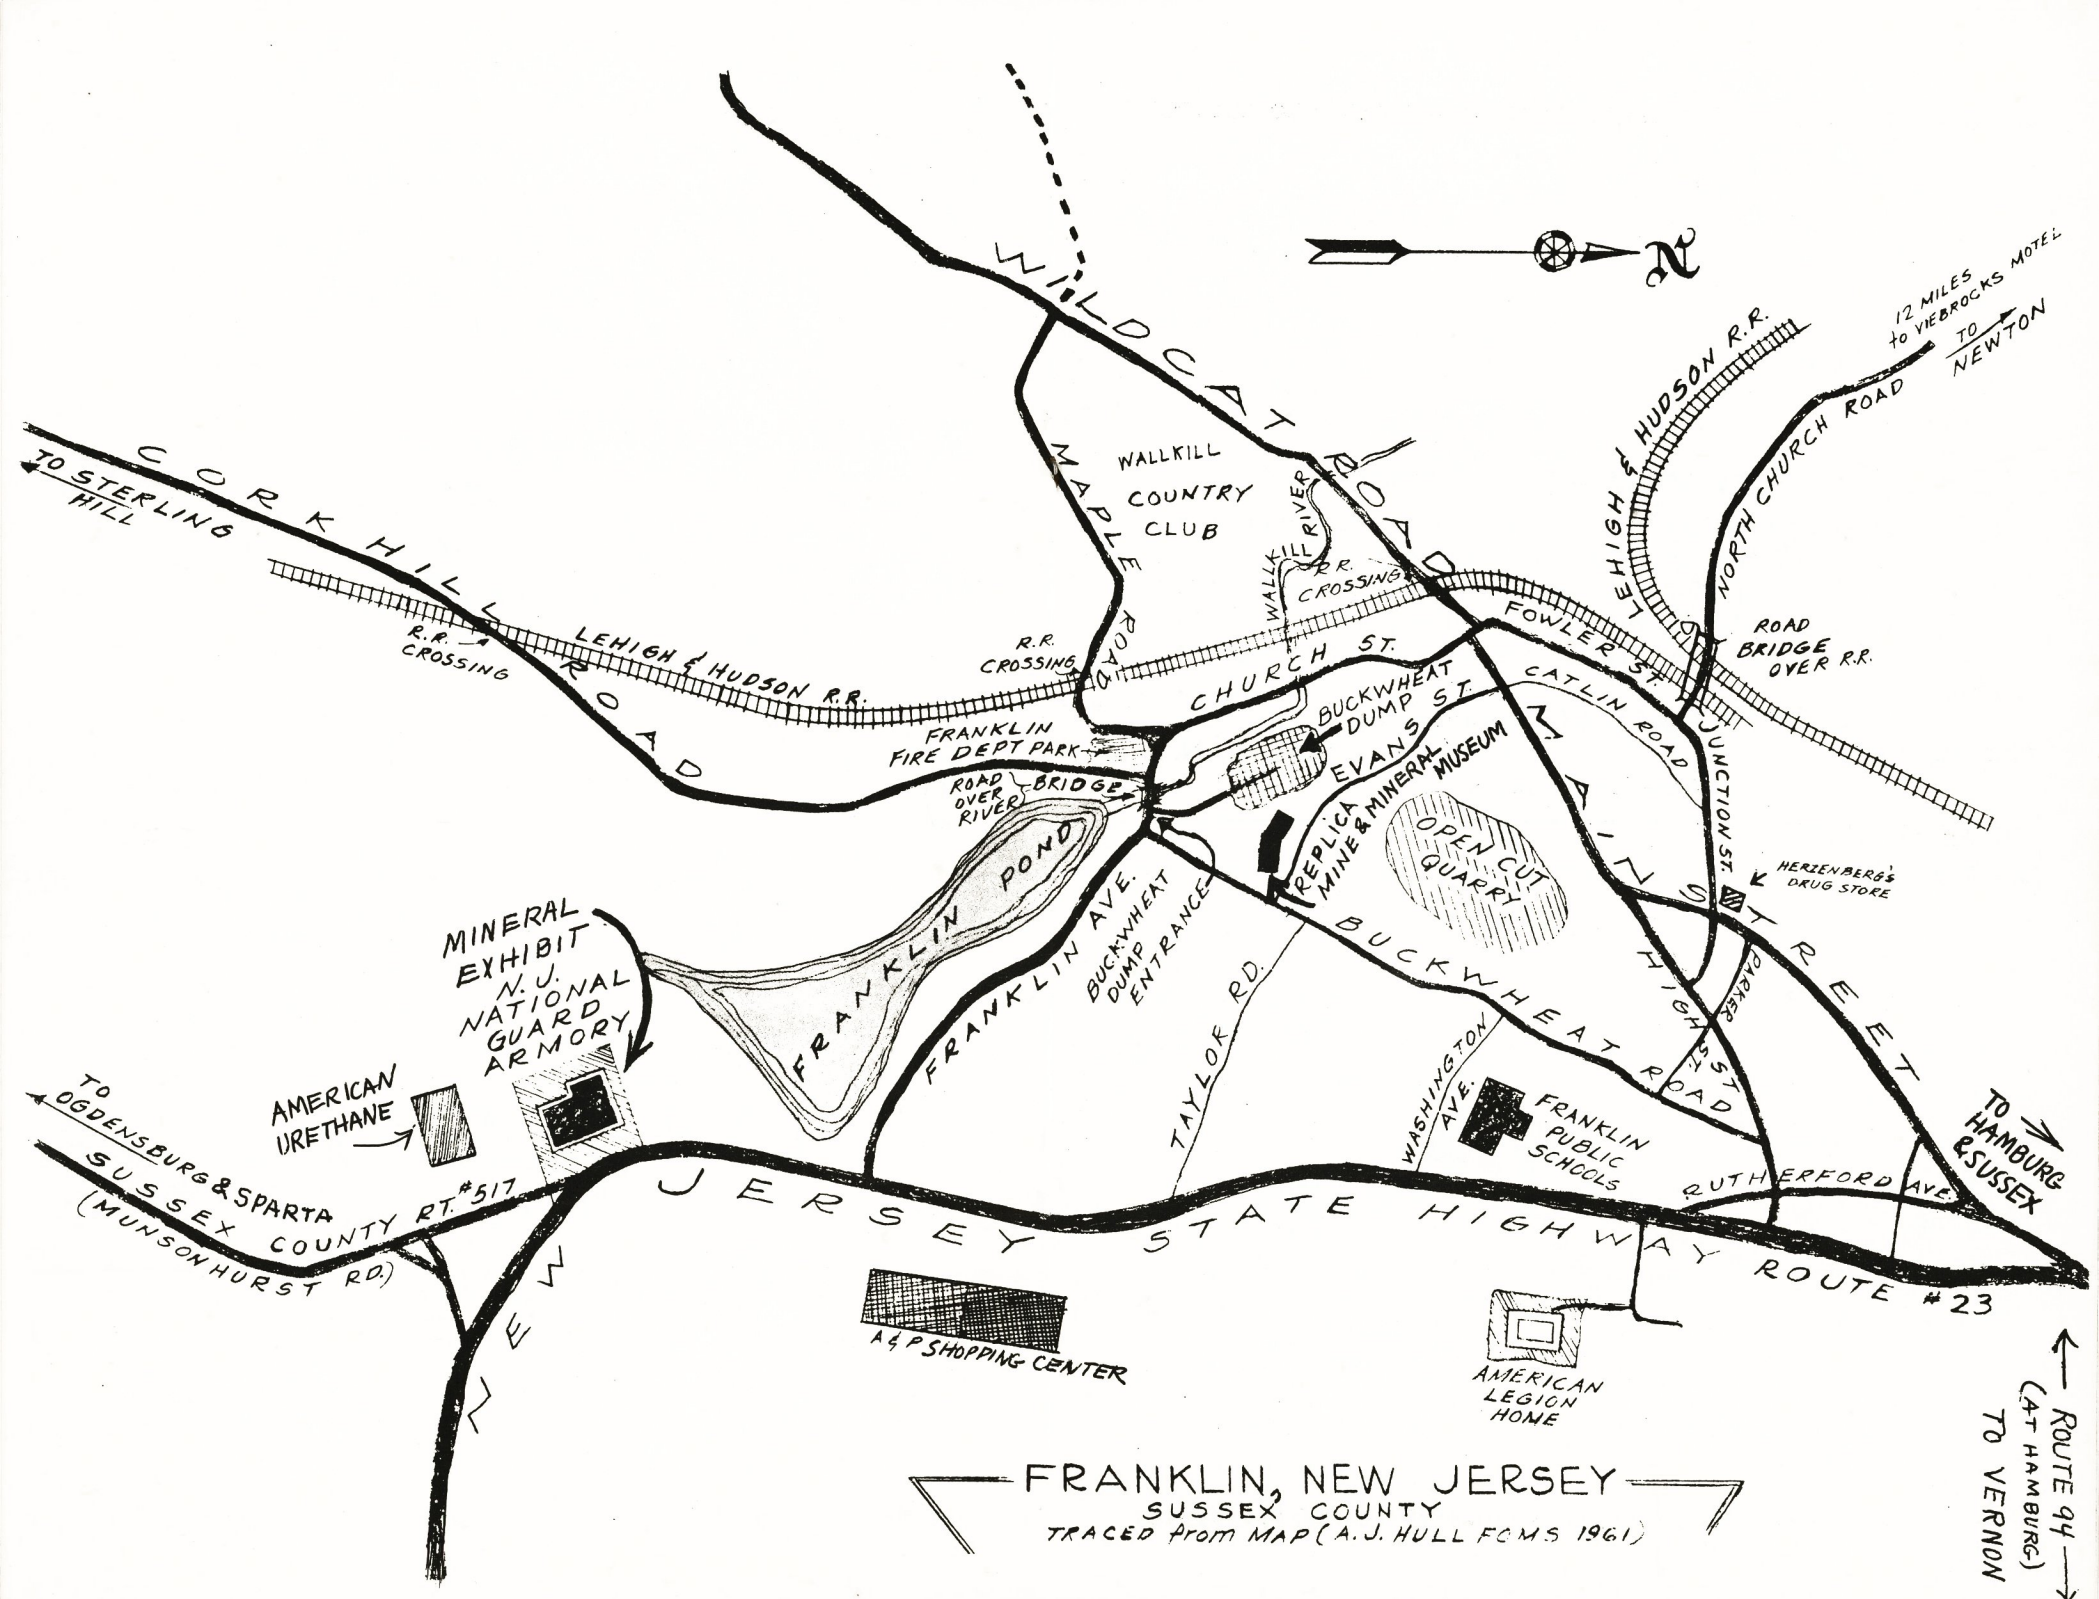 WILDCAT ROAD
N
12 MILES
to VIEBROCKS MOTEL
TO
NEWTON
LEHIGH & HUDSON R.R.
NORTH CHURCH ROAD
CORK HILL ROAD
TO STERLING
HILL
MAPLE ROAD
WALLKILL
COUNTRY
CLUB
WALLKILL RIVER
R.R.
CROSSING
FOWLER ST.
ROAD
BRIDGE
OVER R.R.
R.R.
CROSSING
LEHIGH & HUDSON R.R.
R.R.
CROSSING
CHURCH ST.
BUCKWHEAT
DUMP
EVANS ST.
CATLIN ROAD
JUNCTION ST.
FRANKLIN
FIRE DEPT PARK
ROAD
OVER
RIVER
BRIDGE
REPLICA
MINE & MINERAL
MUSEUM
OPEN CUT
QUARRY
MAIN STREET
HERZENBERG'S
DRUG STORE
FRANKLIN POND
FRANKLIN AVE.
BUCKWHEAT
DUMP
ENTRANCE
BUCKWHEAT ROAD
HIGH ST.
ST.
PARKER
MINERAL
EXHIBIT
N.J.
NATIONAL
GUARD
ARMORY
AMERICAN
URETHANE
TAYLOR RD.
WASHINGTON
AVE.
FRANKLIN
PUBLIC
SCHOOLS
RUTHERFORD AVE.
TO
HAMBURG
& SUSSEX
TO
OGDENSBURG & SPARTA
SUSSEX COUNTY RT. #517
(MUNSONHURST RD.)
NEW JERSEY STATE HIGHWAY ROUTE #23
A & P SHOPPING CENTER
AMERICAN
LEGION
HOME
ROUTE 94
(AT HAMBURG)
TO VERNON
FRANKLIN, NEW JERSEY
SUSSEX COUNTY
TRACED from MAP (A.J. HULL FOMS 1961)